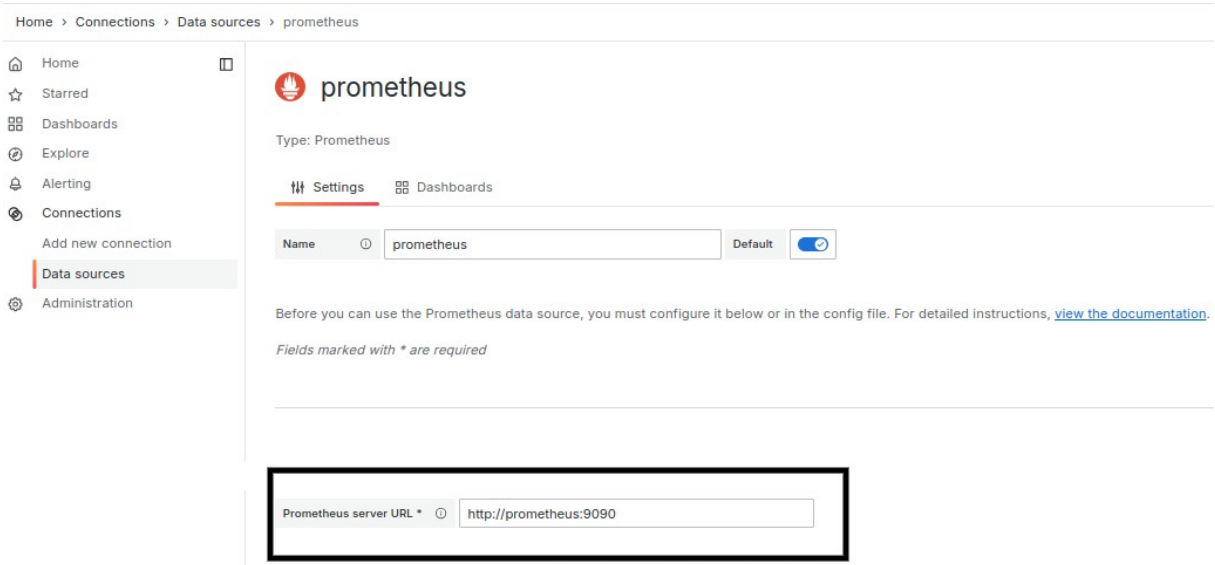 Home > Connections > Data sources > prometheus
Home
Starred
Dashboards
Explore
Alerting
Connections
Add new connection
Data sources
Administration
prometheus
Type: Prometheus
Settings Dashboards
Name prometheus Default
Before you can use the Prometheus data source, you must configure it below or in the config file. For detailed instructions, view the documentation.
Fields marked with * are required
Prometheus server URL * http://prometheus:9090